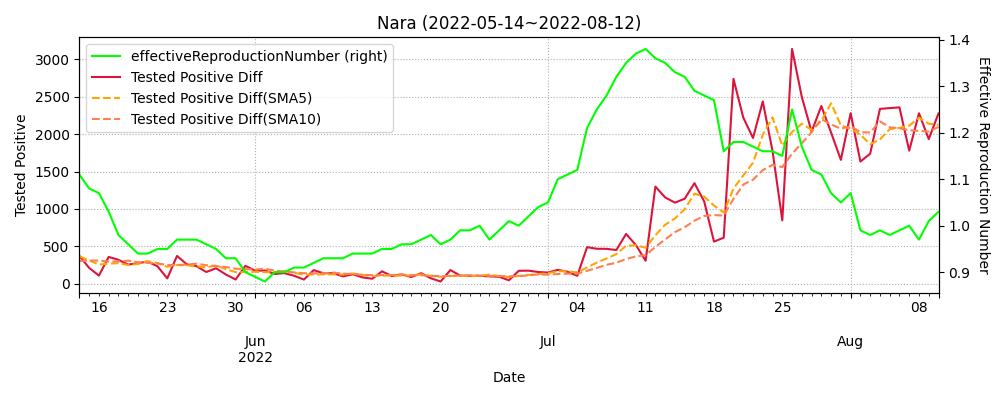 Nara (2022-05-14~2022-08-12)
effectiveReproductionNumber (right)
Tested Positive Diff
Tested Positive Diff(SMA5)
Tested Positive Diff(SMA10)
Tested Positive
3000
2500
2000
1500
1000
500
0
Effective Reproduction Number
1.4
1.3
1.2
1.1
1.0
0.9
16 23 30 06 13 20 27 04 11 18 25 08
Jun Jul Aug
2022
Date